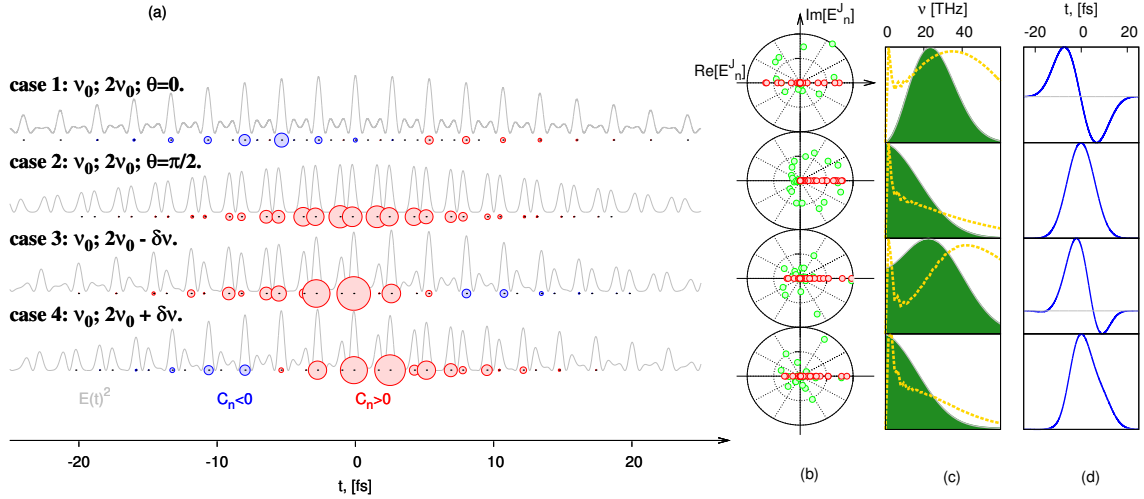 (a)
case 1: ν₀; 2ν₀; θ=0.
case 2: ν₀; 2ν₀; θ=π/2.
case 3: ν₀; 2ν₀ - δν.
case 4: ν₀; 2ν₀ + δν.
E(t)²
Cₙ<0
Cₙ>0
-20 -10 0 10 20
t, [fs]
Im[Eᴶₙ]
Re[Eᴶₙ]
(b)
ν [THz]
0 20 40
(c)
t, [fs]
-20 0 20
(d)